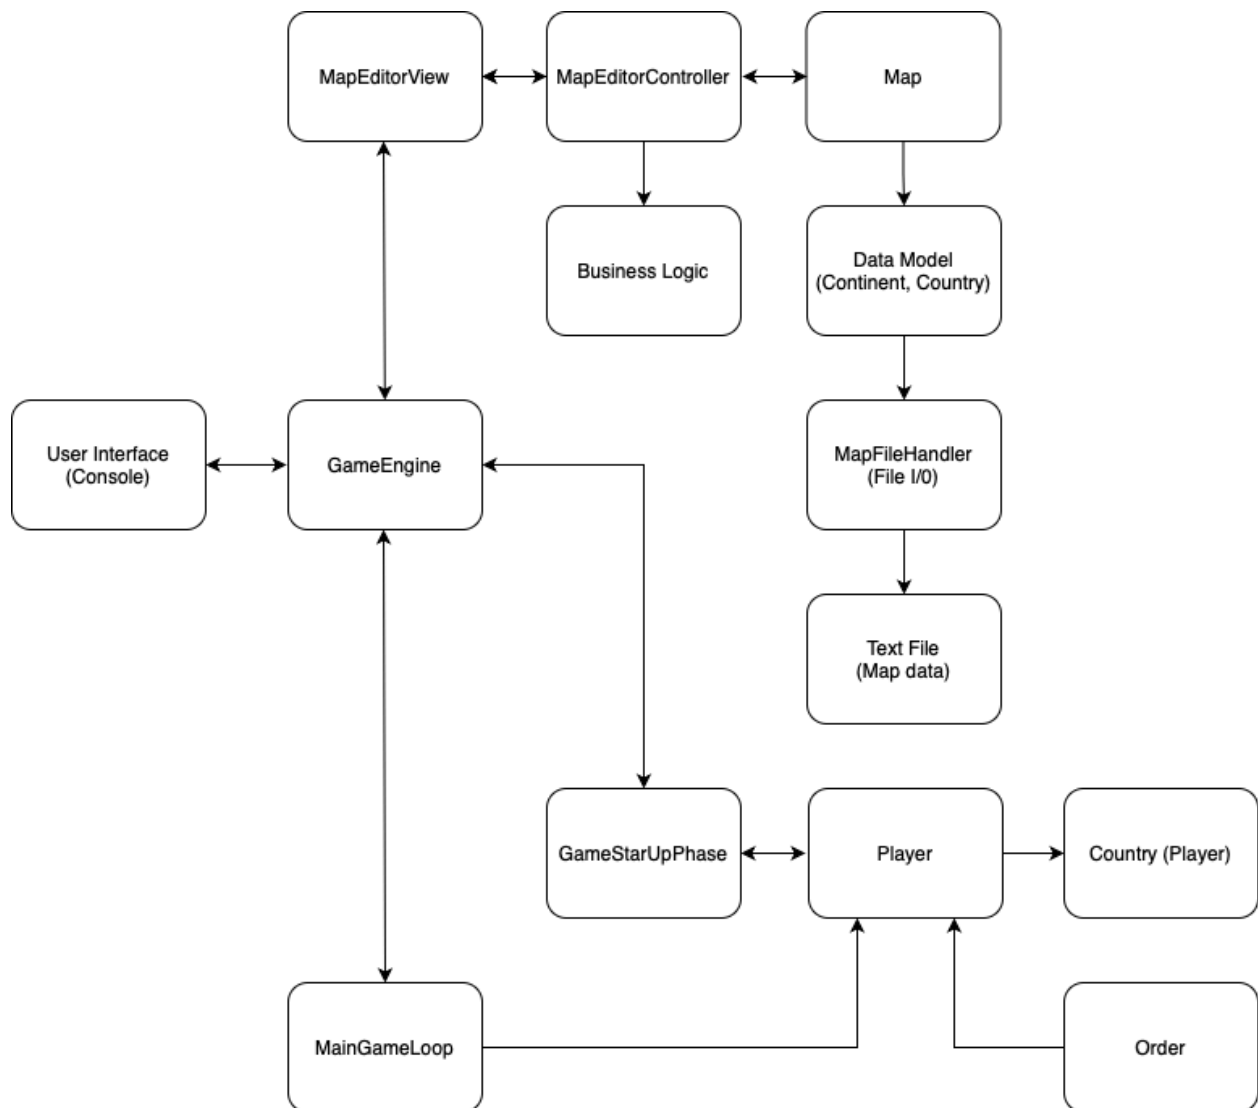 MapEditorView
MapEditorController
Map
Business Logic
Data Model
(Continent, Country)
User Interface
(Console)
GameEngine
MapFileHandler
(File I/0)
Text File
(Map data)
GameStarUpPhase
Player
Country (Player)
MainGameLoop
Order